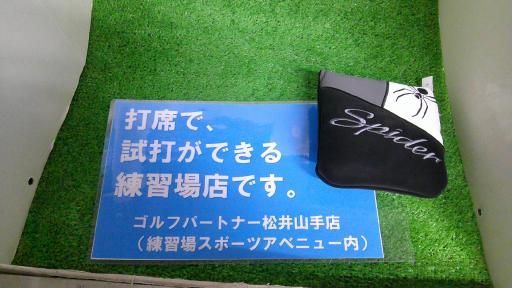 打席で、
試打ができる
練習場店です。
ゴルフパートナー松井山手店
（練習場スポーツアベニュー内）
Spider